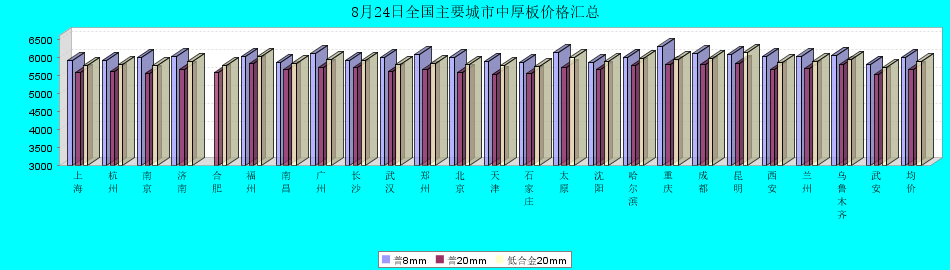 8月24日全国主要城市中厚板价格汇总
6500
6000
5500
5000
4500
4000
3500
3000
上海
杭州
南京
济南
合肥
福州
南昌
广州
长沙
武汉
郑州
北京
天津
石家庄
太原
沈阳
哈尔滨
重庆
成都
昆明
西安
兰州
乌鲁木齐
武安
均价
普8mm
普20mm
低合金20mm